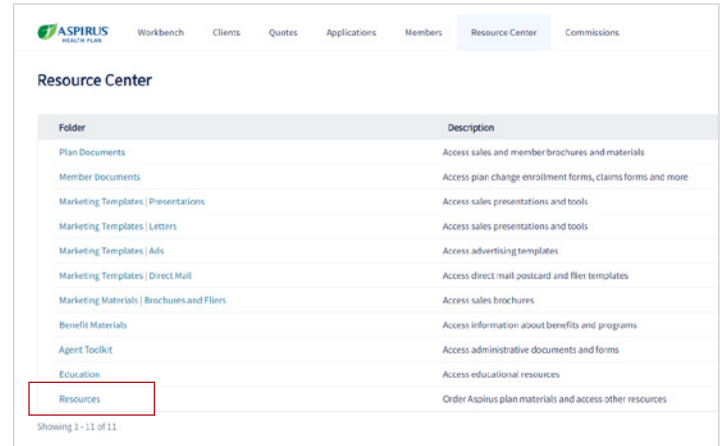 ASPIRUS Workbench Clients Quotes Applications Members Resource Center Commissions
HEALTH PLAN
Resource Center
Folder Description
Plan Documents Access sales and member brochures and materials
Member Documents Access plan change enrollment forms, claims forms and more
Marketing Templates | Presentations Access sales presentations and tools
Marketing Templates | Letters Access sales presentations and tools
Marketing Templates | Ads Access advertising templates
Marketing Templates | Direct Mail Access direct mail postcard and flier templates
Marketing Materials | Brochures and Fliers Access sales brochures
Benefit Materials Access information about benefits and programs
Agent Toolkit Access administrative documents and forms
Education Access educational resources
Resources Order Aspirus plan materials and access other resources
Showing 1 - 11 of 11